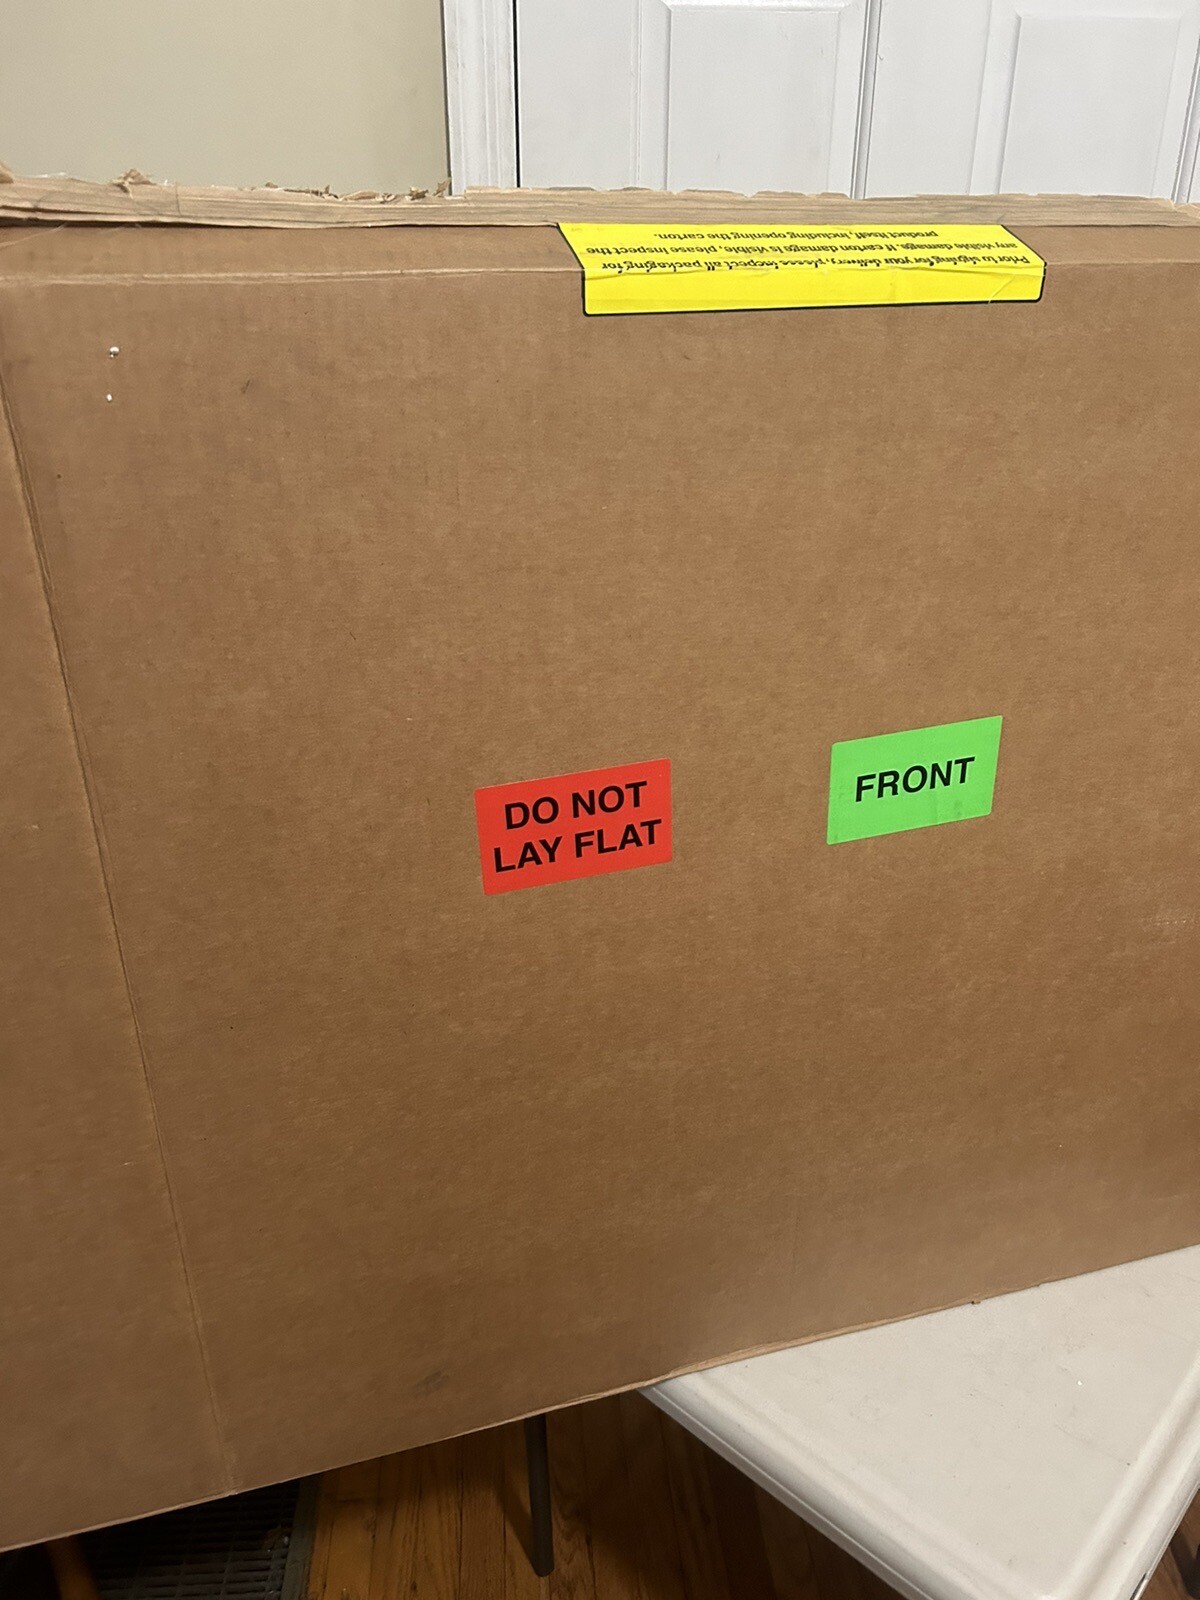 Prior to signing for your delivery, please inspect all packaging for
any visible damage. If carton damage is visible, please inspect the
product itself, including opening the carton.
DO NOT
LAY FLAT
FRONT